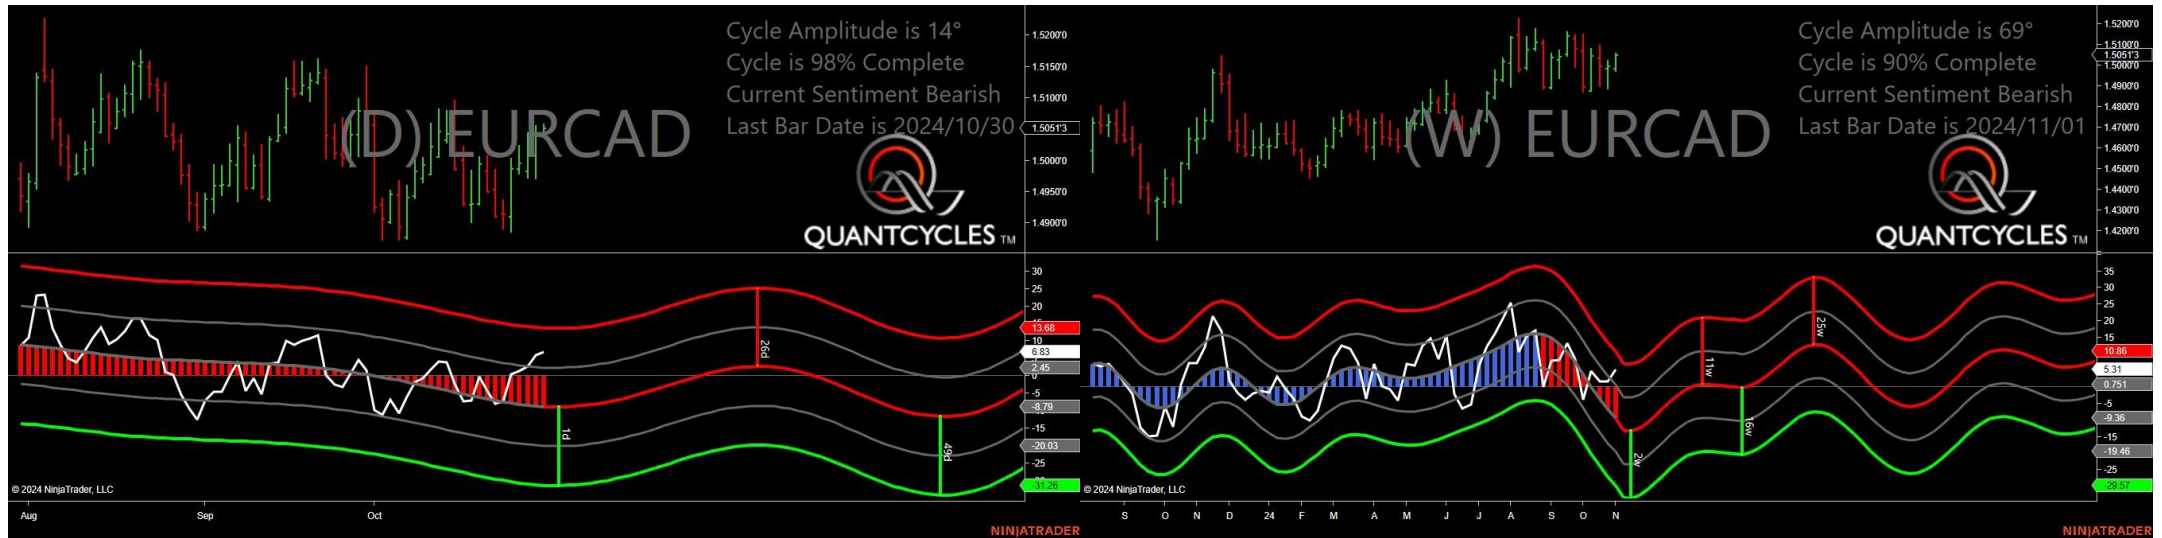 Cycle Amplitude is 14°
Cycle is 98% Complete
Current Sentiment Bearish
Last Bar Date is 2024/10/30
(D) EURCAD
QUANTCYCLES TM
1.5200'0
1.5150'0
1.5100'0
1.5051'3
1.5000'0
1.4950'0
1.4900'0
30
25
20
13.68
10
6.83
2.45
-5
-8.79
-15
-20.03
-25
-31.26
26d
1d
49d
© 2024 NinjaTrader, LLC
Aug
Sep
Oct
NINJATRADER
Cycle Amplitude is 69°
Cycle is 90% Complete
Current Sentiment Bearish
Last Bar Date is 2024/11/01
(W) EURCAD
QUANTCYCLES TM
1.5200'0
1.5100'0
1.5051'3
1.5000'0
1.4900'0
1.4800'0
1.4700'0
1.4600'0
1.4500'0
1.4400'0
1.4300'0
1.4200'0
35
30
25
20
15
10.86
5.31
0.751
-5
-9.36
-15
-19.46
-25
-29.57
11w
25w
2w
16w
© 2024 NinjaTrader, LLC
S O N D 24 F M A M J J A S O N
NINJATRADER